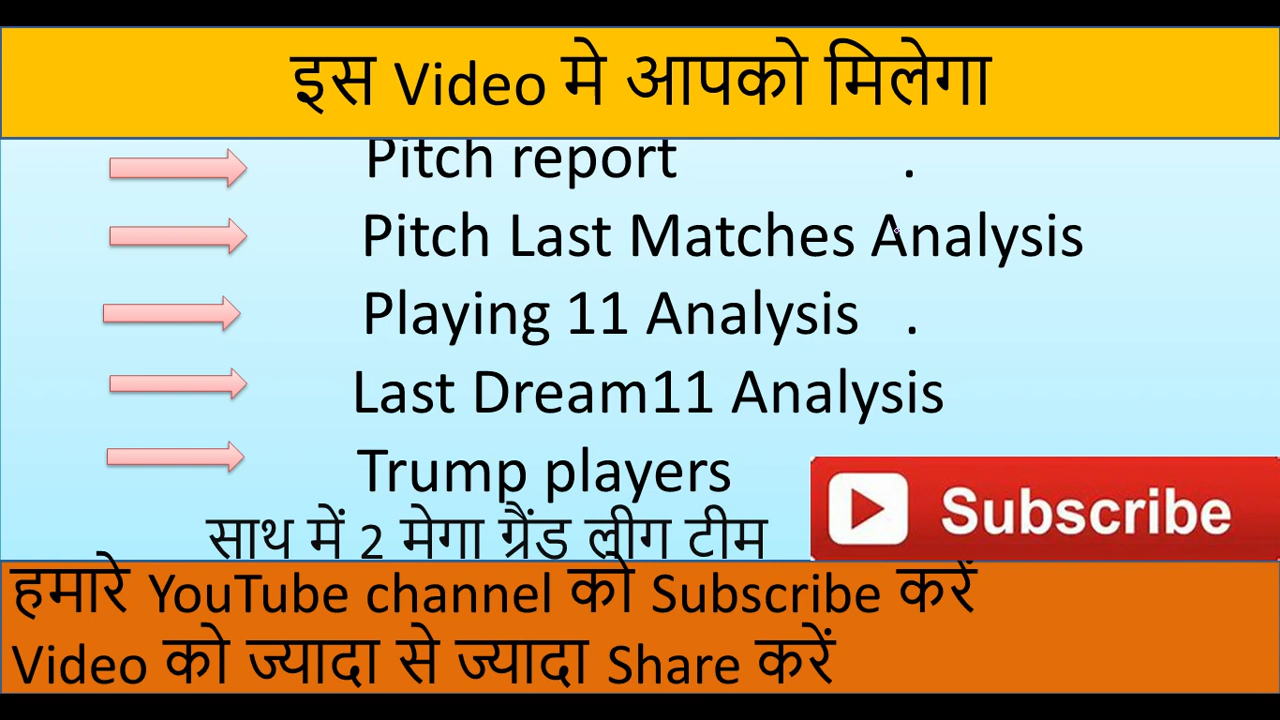 इस Video मे आपको मिलेगा
Pitch report .
Pitch Last Matches Analysis
Playing 11 Analysis .
Last Dream11 Analysis
Trump players
साथ में 2 मेगा ग्रैंड लीग टीम
Subscribe
हमारे YouTube channel को Subscribe करें
Video को ज्यादा से ज्यादा Share करें